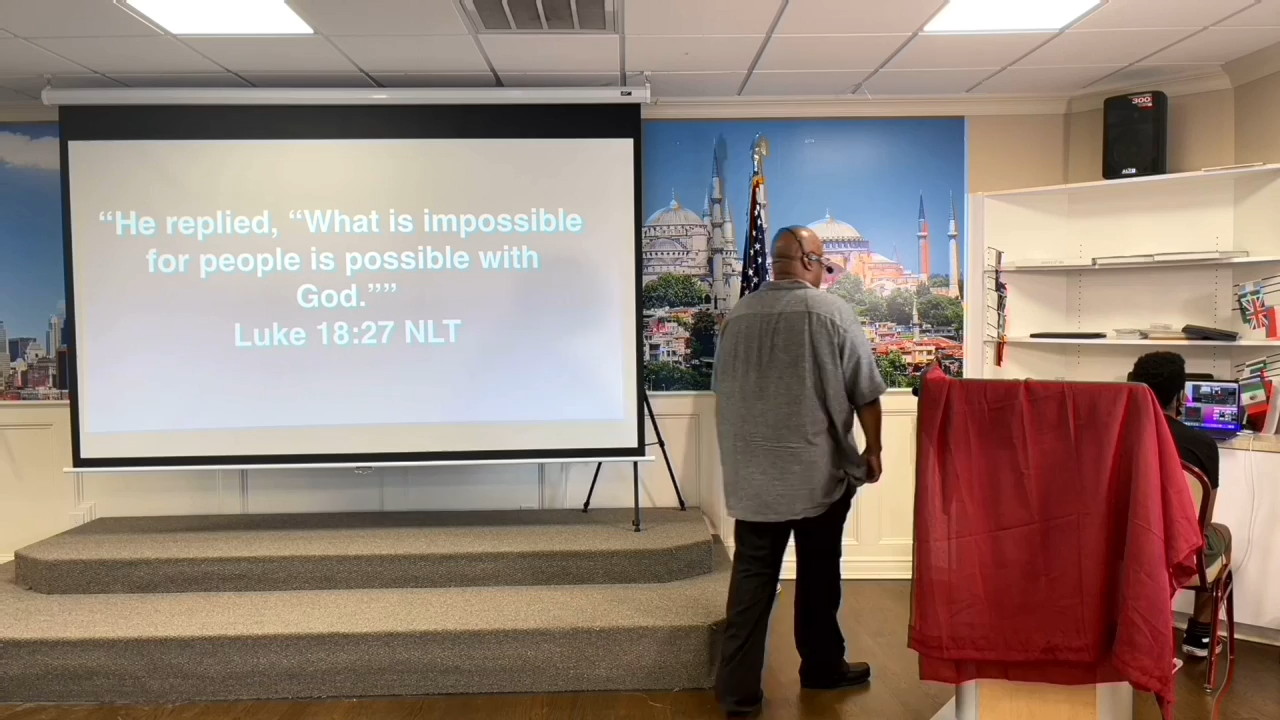 “He replied, “What is impossible
for people is possible with
God.””
Luke 18:27 NLT
300